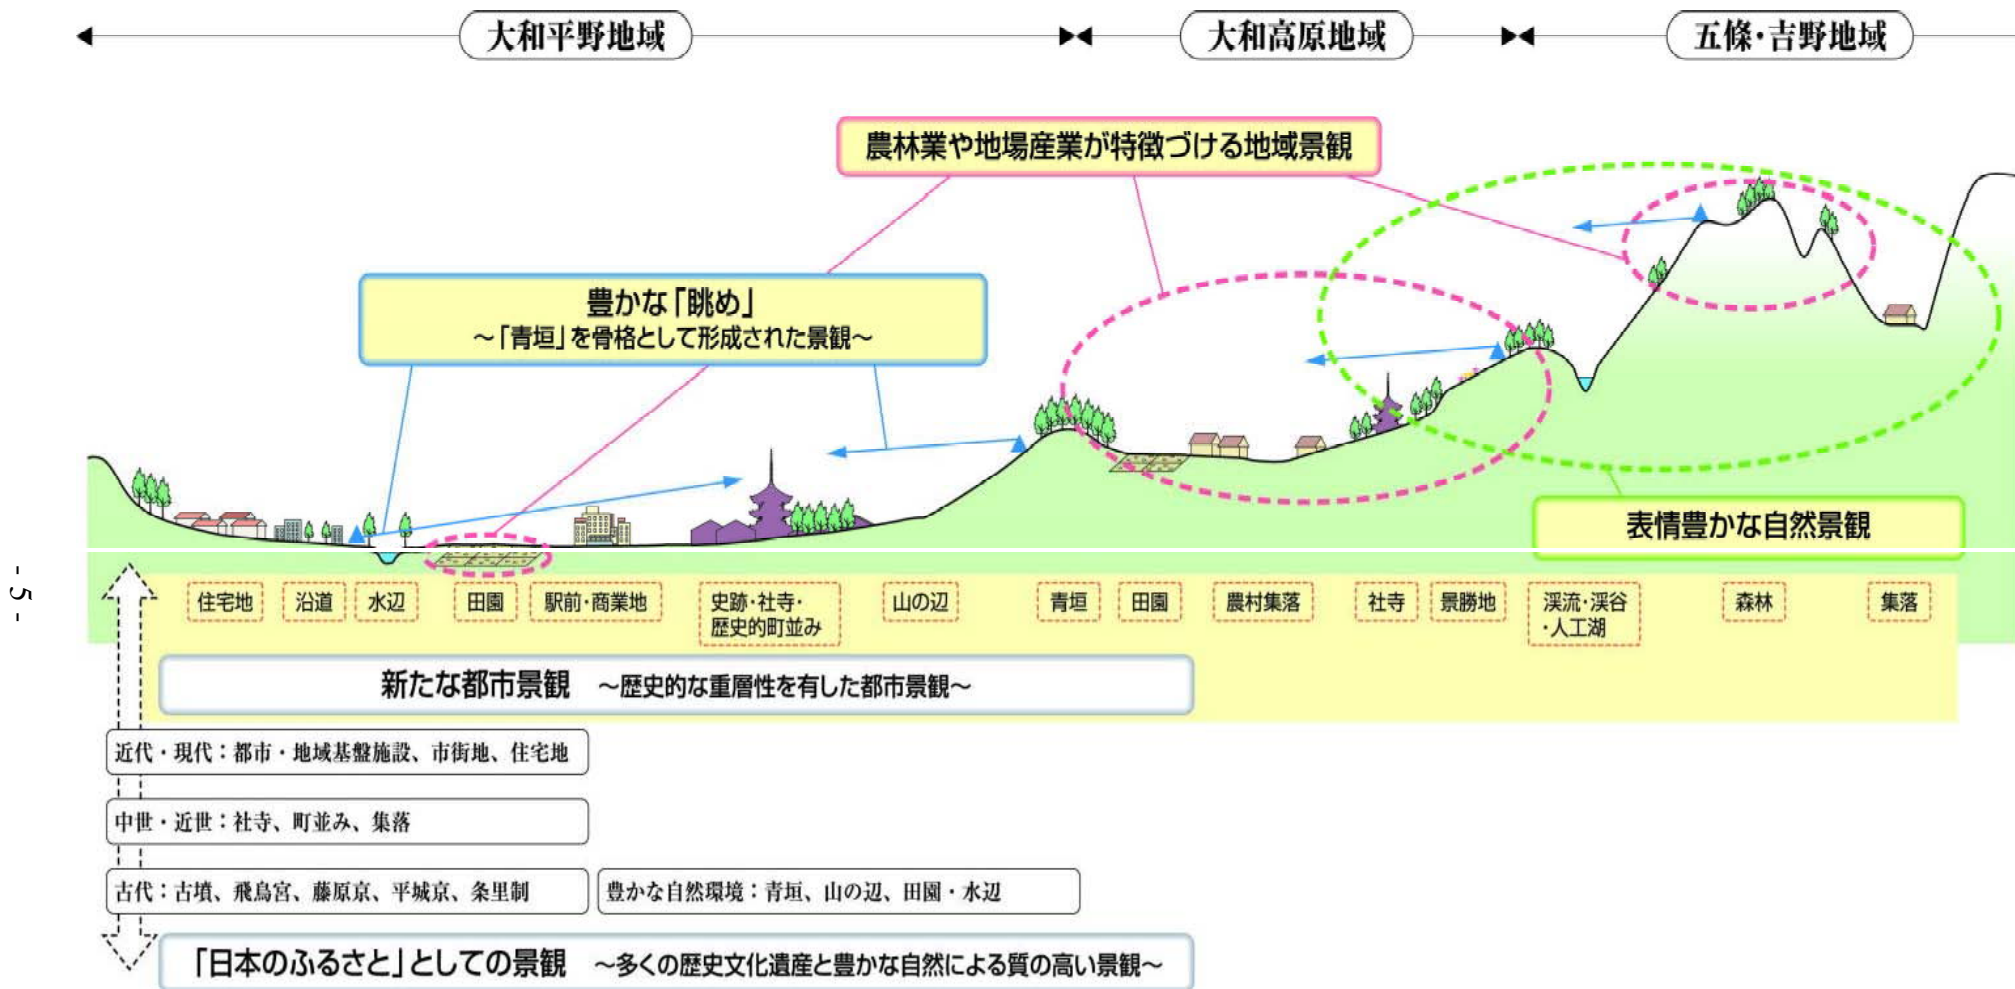 大和平野地域
大和高原地域
五條・吉野地域
農林業や地場産業が特徴づける地域景観
豊かな「眺め」
～「青垣」を骨格として形成された景観～
表情豊かな自然景観
住宅地
沿道
水辺
田園
駅前・商業地
史跡・社寺・
歴史的町並み
山の辺
青垣
田園
農村集落
社寺
景勝地
渓流・渓谷
・人工湖
森林
集落
新たな都市景観 ～歴史的な重層性を有した都市景観～
近代・現代：都市・地域基盤施設、市街地、住宅地
中世・近世：社寺、町並み、集落
古代：古墳、飛鳥宮、藤原京、平城京、条里制
豊かな自然環境：青垣、山の辺、田園・水辺
「日本のふるさと」としての景観 ～多くの歴史文化遺産と豊かな自然による質の高い景観～
- 5 -